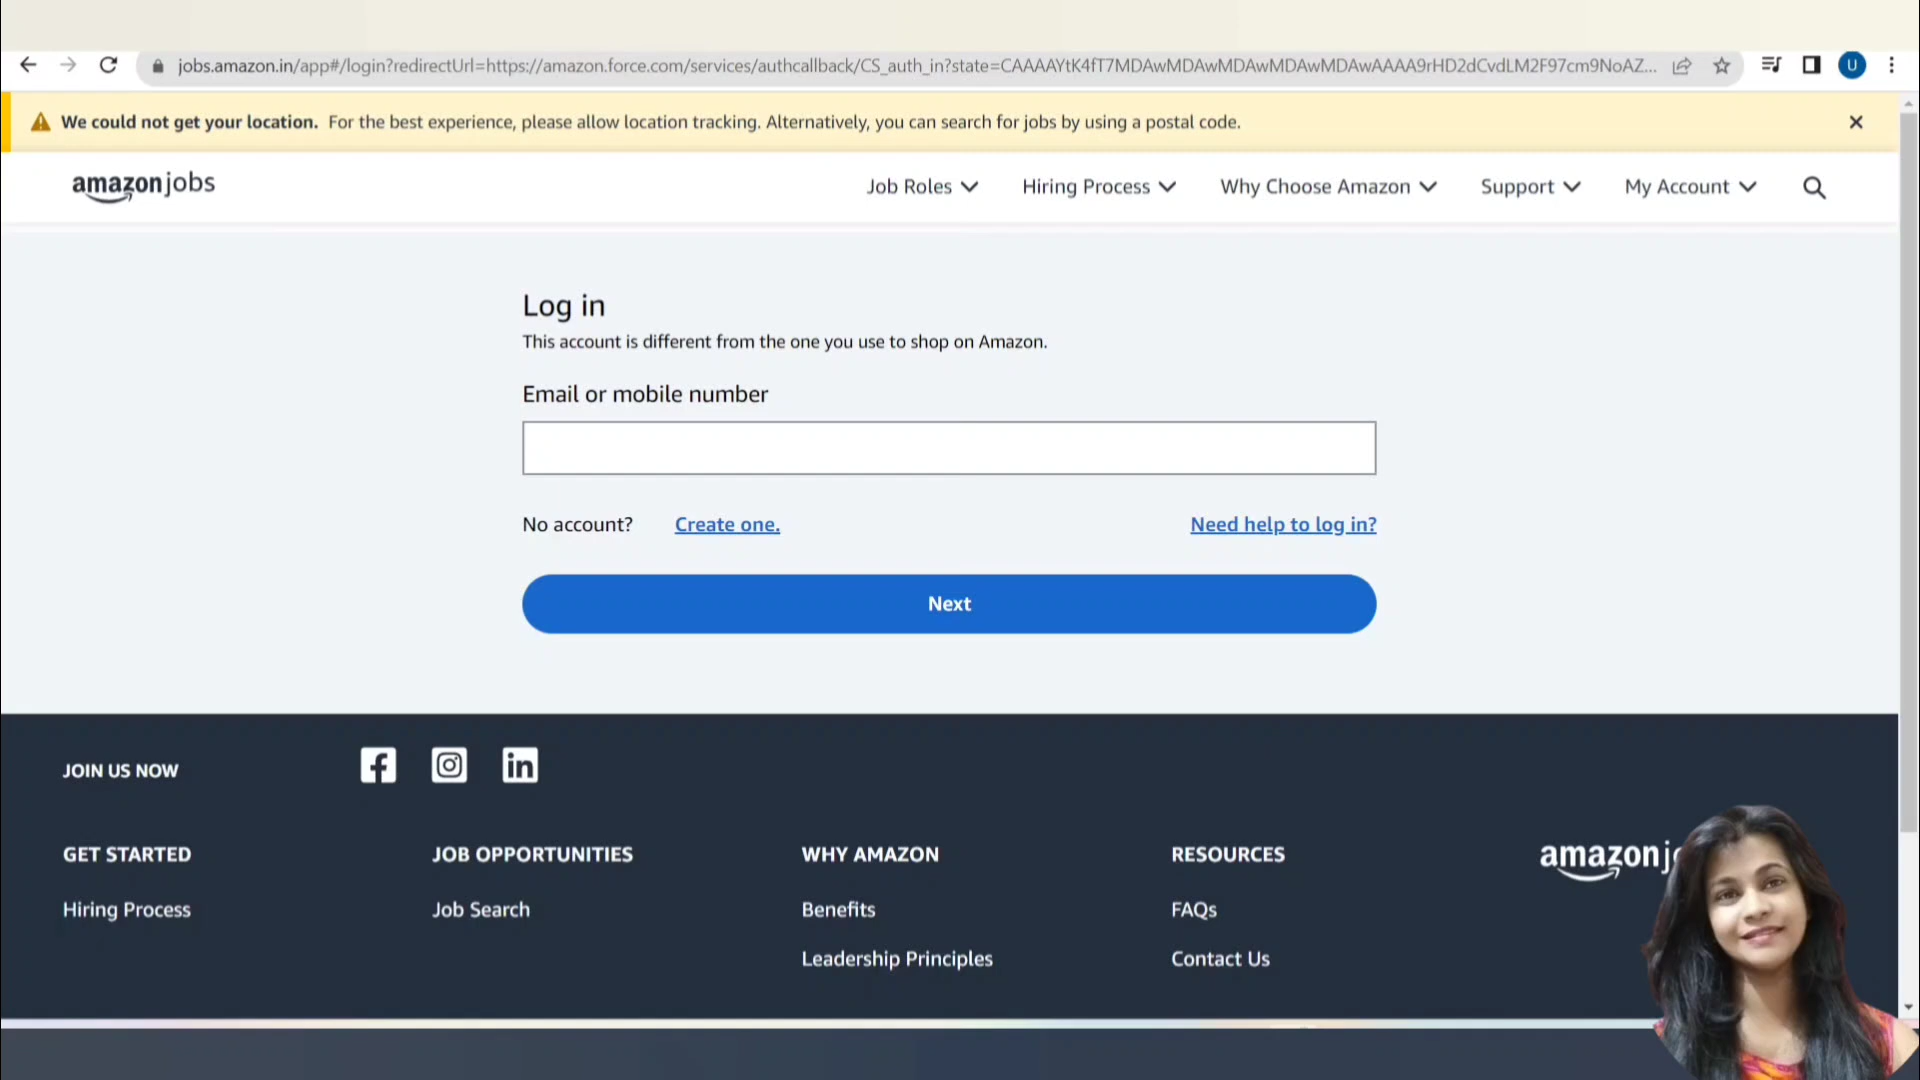 jobs.amazon.in/app#/login?redirectUrl=https://amazon.force.com/services/authcallback/CS_auth_in?state=CAAAAYtK4fT7MDAwMDAwMDAwMDAwMDAwAAAA9rHD2dCvdLM2F97cm9NoAZ...
U
We could not get your location. For the best experience, please allow location tracking. Alternatively, you can search for jobs by using a postal code.
amazon jobs
Job Roles
Hiring Process
Why Choose Amazon
Support
My Account
Log in
This account is different from the one you use to shop on Amazon.
Email or mobile number
No account? Create one.
Need help to log in?
Next
JOIN US NOW
GET STARTED
JOB OPPORTUNITIES
WHY AMAZON
RESOURCES
amazon j
Hiring Process
Job Search
Benefits
FAQs
Leadership Principles
Contact Us